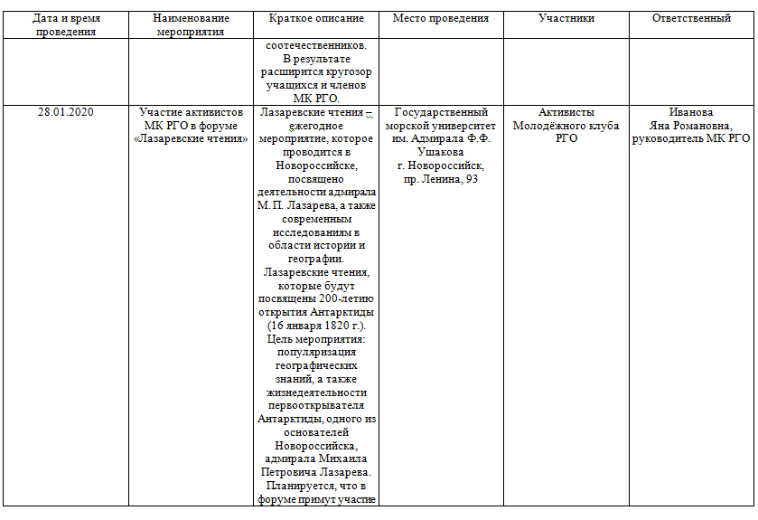 Дата и время
проведения
Наименование
мероприятия
Краткое описание
Место проведения
Участники
Ответственный
соотечественников.
В результате
расширится кругозор
учащихся и членов
МК РГО.
28.01.2020
Участие активистов
МК РГО в форуме
«Лазаревские чтения»
Лазаревские чтения –
ежегодное
мероприятие, которое
проводится в
Новороссийске,
посвящено
деятельности адмирала
М. П. Лазарева, а также
современным
исследованиям в
области истории и
географии.
Лазаревские чтения,
которые будут
посвящены 200-летию
открытия Антарктиды
(16 января 1820 г.).
Цель мероприятия:
популяризация
географических
знаний, а также
жизнедеятельности
первооткрывателя
Антарктиды, одного из
основателей
Новороссийска,
адмирала Михаила
Петровича Лазарева.
Планируется, что в
форуме примут участие
Государственный
морской университет
им. Адмирала Ф.Ф.
Ушакова
г. Новороссийск,
пр. Ленина, 93
Активисты
Молодёжного клуба
РГО
Иванова
Яна Романовна,
руководитель МК РГО